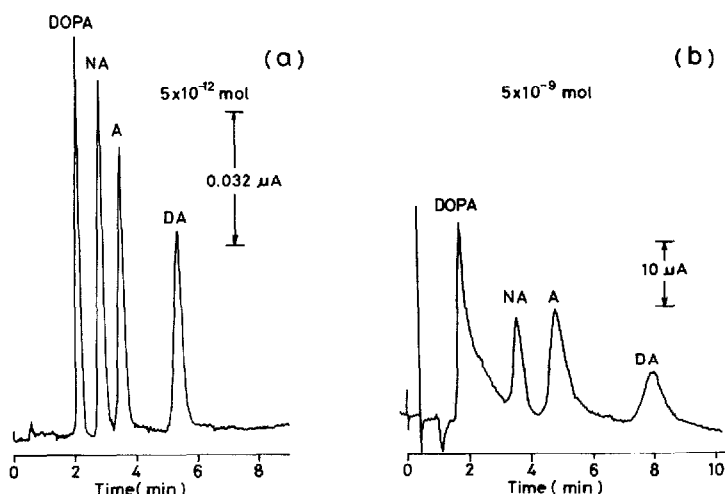 DOPA
NA
A
DA
(a)
5x10⁻¹² mol
0.032 μA
0 2 4 6 8
Time(min)
(b)
5x10⁻⁹ mol
DOPA
NA
A
DA
10 μA
0 2 4 6 8 10
Time(min)